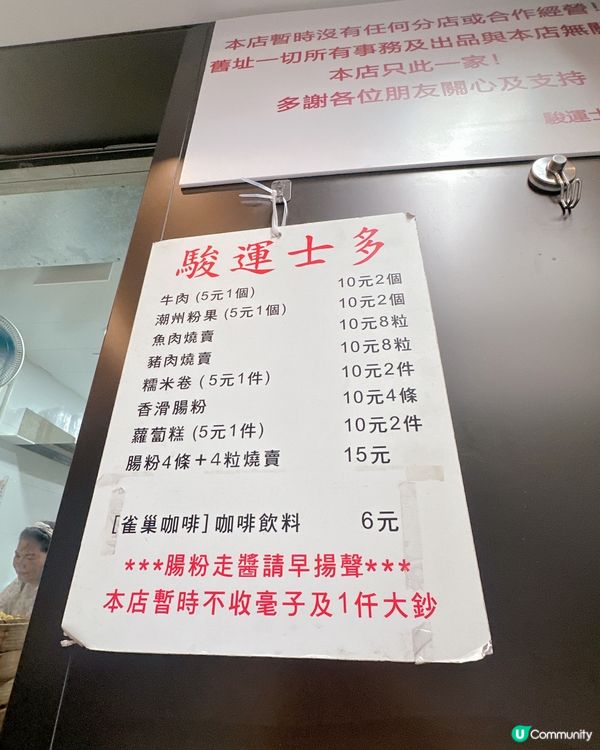 本店暫時沒有任何分店或合作經營!
舊址一切所有事務及出品與本店無關
本店只此一家!
多謝各位朋友關心及支持
駿運士
駿運士多
牛肉 (5元1個) 10元2個
潮州粉果 (5元1個) 10元2個
魚肉燒賣 10元8粒
豬肉燒賣 10元8粒
糯米卷 (5元1件) 10元2件
香滑腸粉 10元4條
蘿蔔糕 (5元1件) 10元2件
腸粉4條+4粒燒賣 15元
[雀巢咖啡] 咖啡飲料 6元
***腸粉走醬請早揚聲***
本店暫時不收毫子及1仟大鈔
U Community